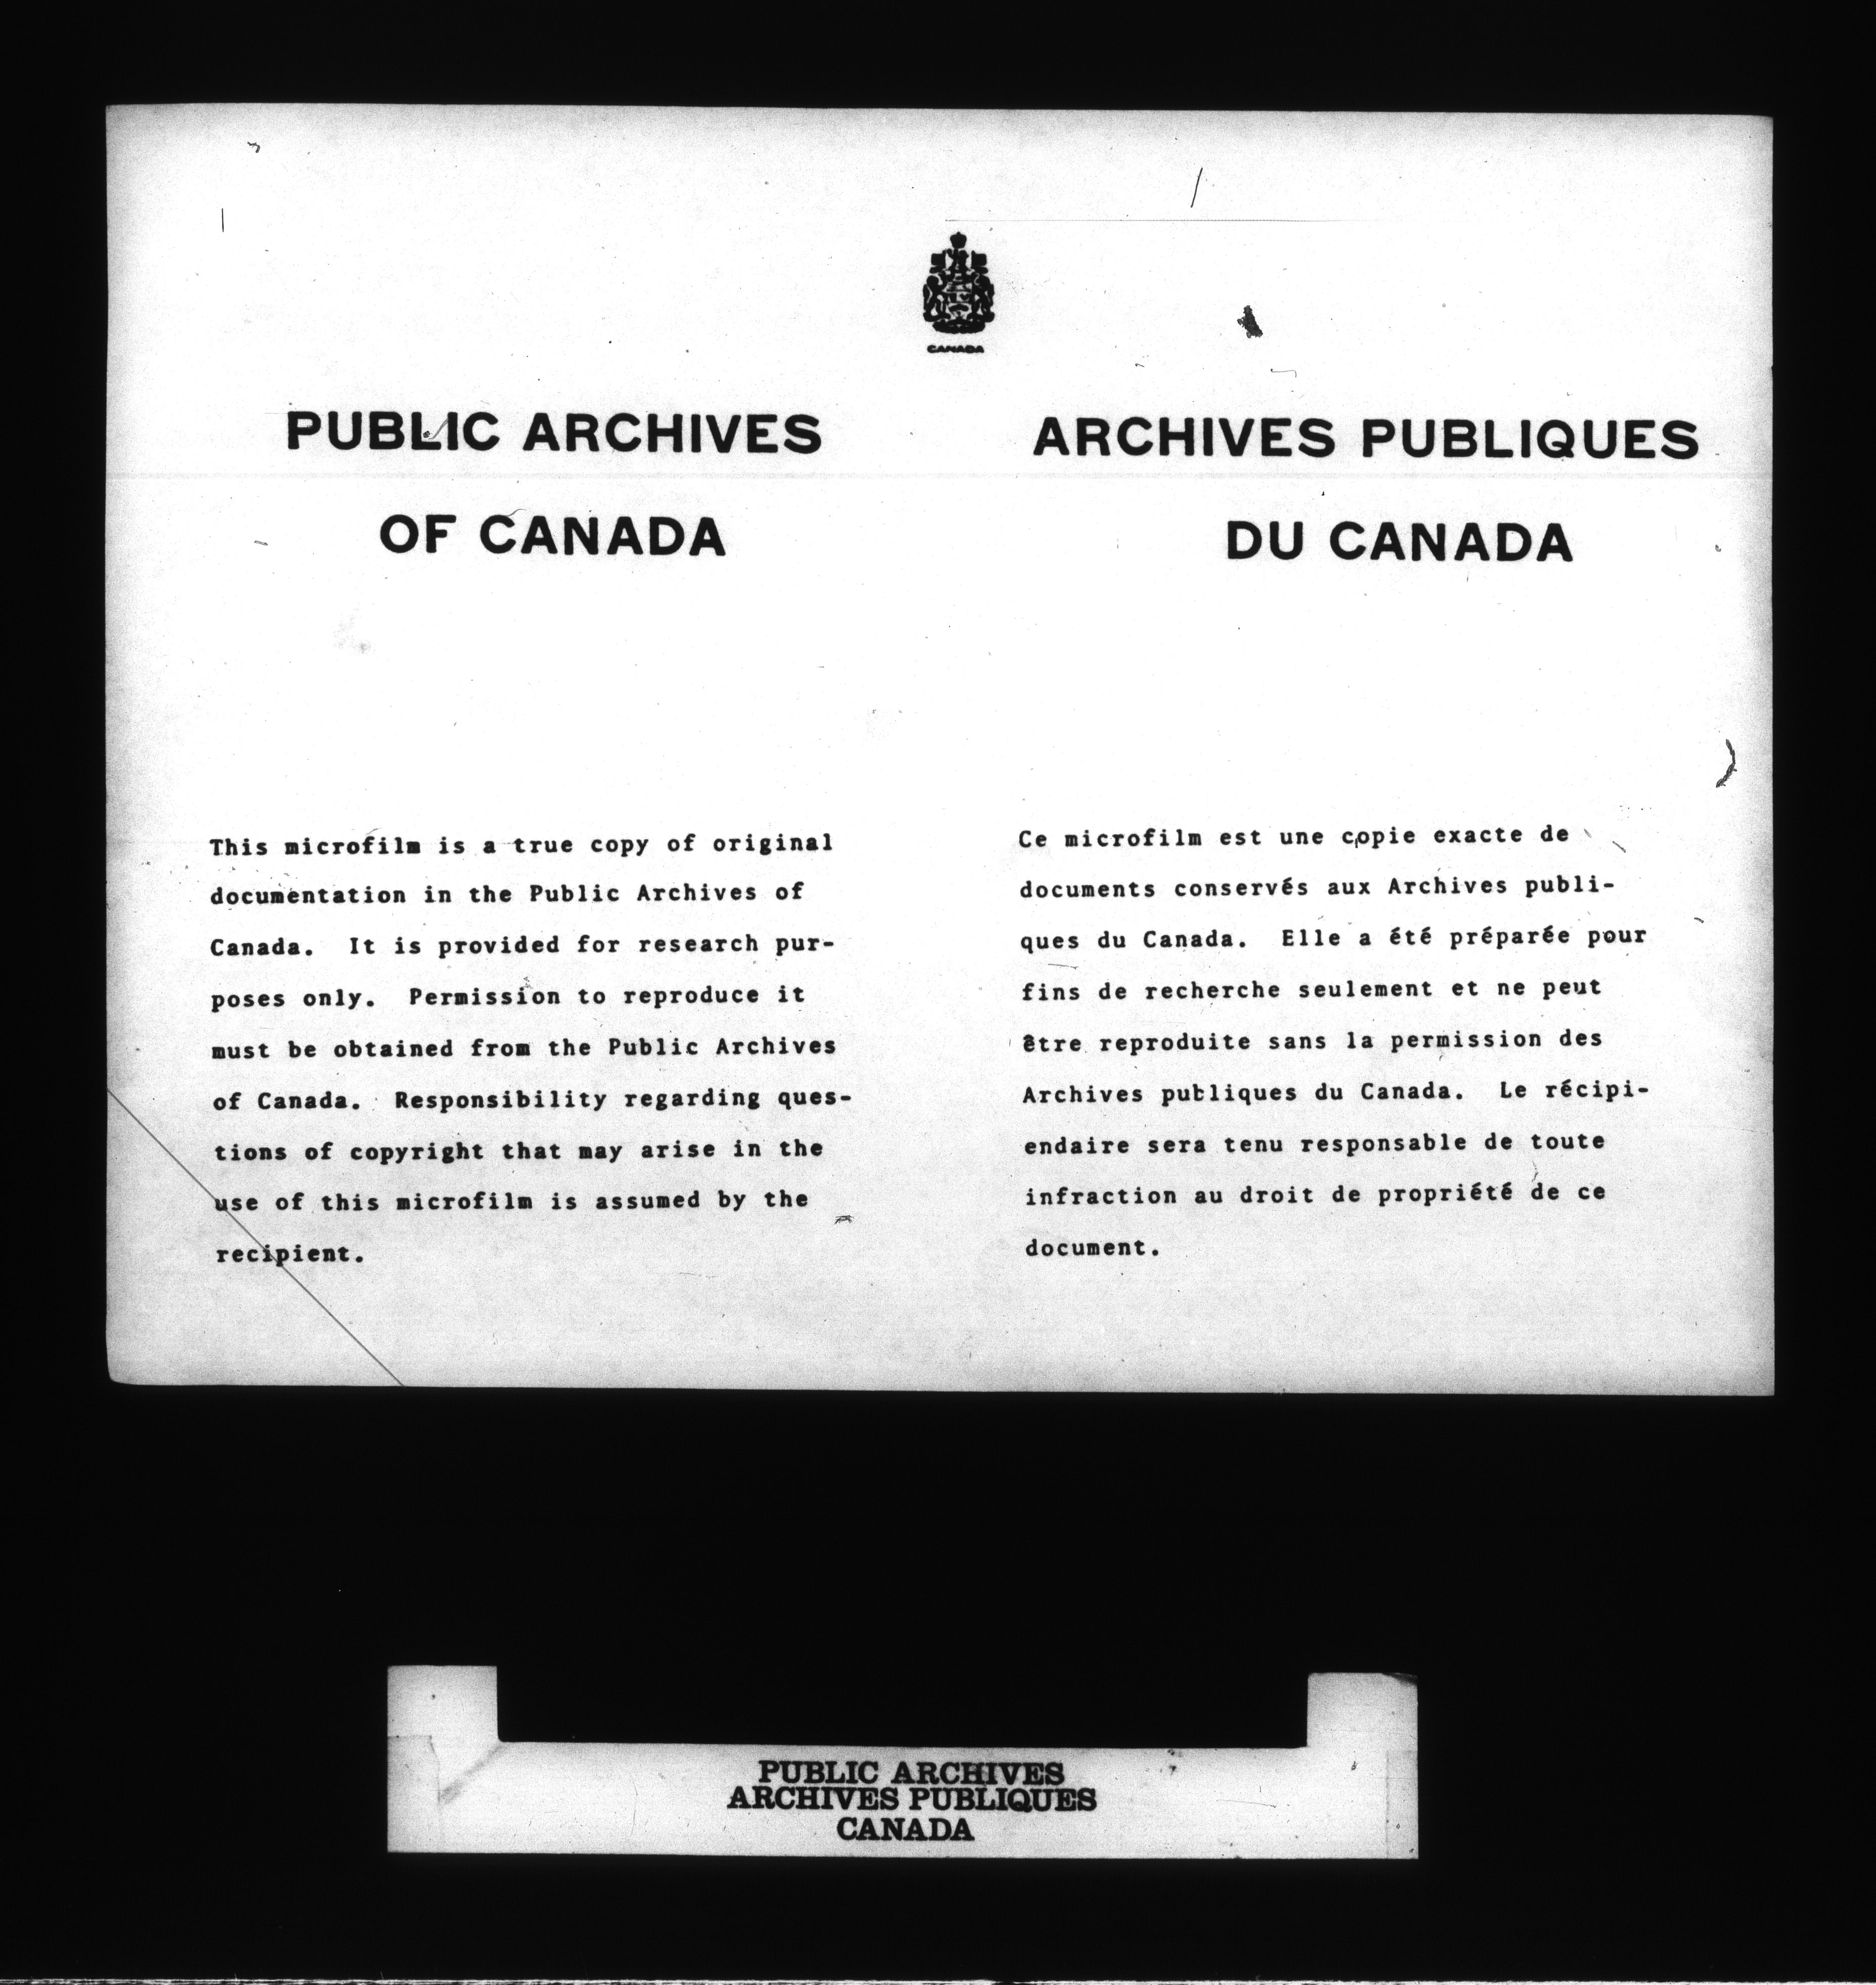 CANADA
PUBLIC ARCHIVES
OF CANADA
This microfilm is a true copy of original
documentation in the Public Archives of
Canada. It is provided for research pur-
poses only. Permission to reproduce it
must be obtained from the Public Archives
of Canada. Responsibility regarding ques-
tions of copyright that may arise in the
use of this microfilm is assumed by the
recipient.
ARCHIVES PUBLIQUES
DU CANADA
Ce microfilm est une copie exacte de
documents conservés aux Archives publi-
ques du Canada. Elle a été préparée pour
fins de recherche seulement et ne peut
être reproduite sans la permission des
Archives publiques du Canada. Le récipi-
endaire sera tenu responsable de toute
infraction au droit de propriété de ce
document.
PUBLIC ARCHIVES
ARCHIVES PUBLIQUES
CANADA